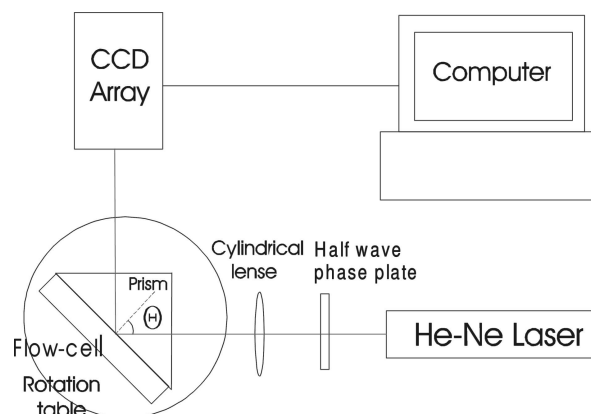 CCD
Array
Computer
Cylindrical
lense
Half wave
phase plate
Prism
Θ
He-Ne Laser
Flow-cell
Rotation
table